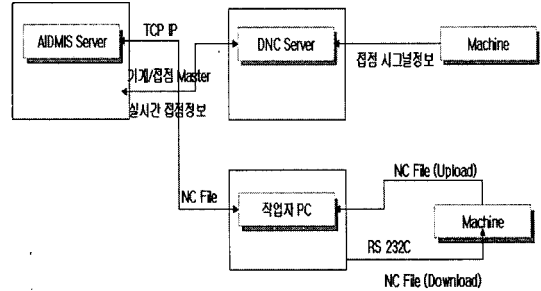 TCP IP
AIDMIS Server
DNC Server
Machine
접점 시그널정보
기계/접점 Master
실시간 접점정보
NC File (Upload)
NC File
작업자 PC
Machine
RS 232C
NC File (Download)